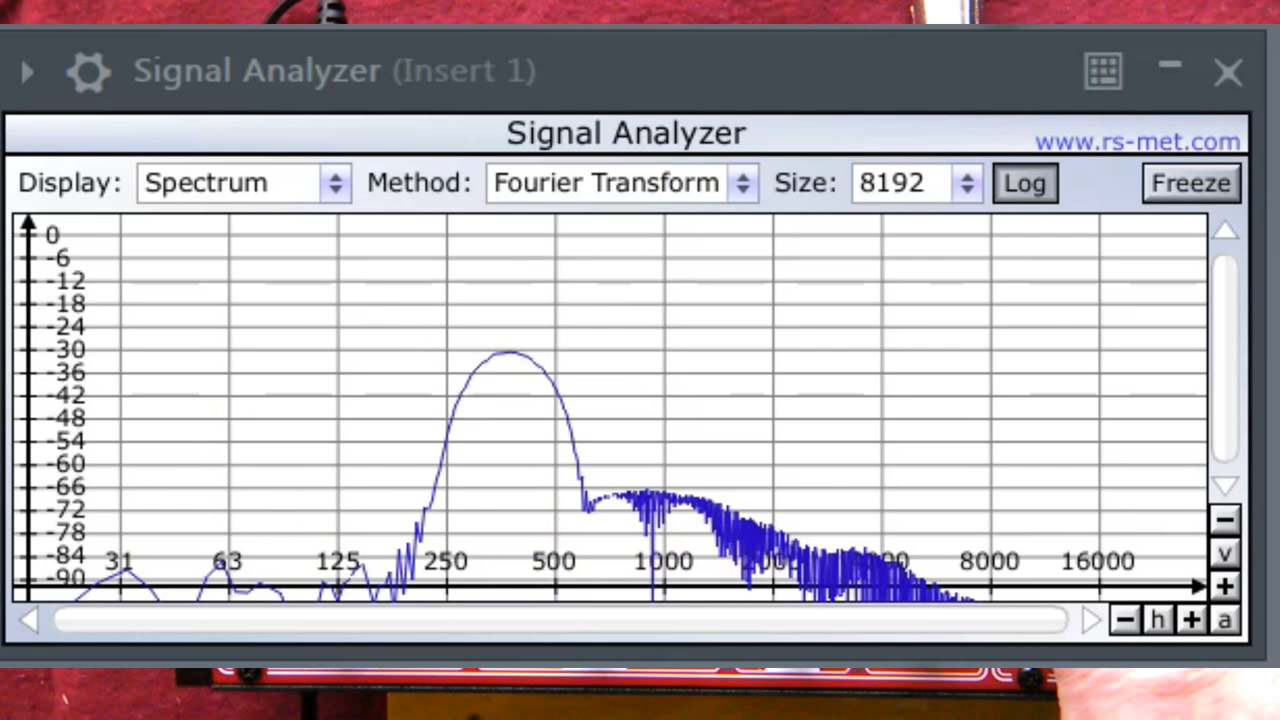 Signal Analyzer (Insert 1)
Signal Analyzer
www.rs-met.com
Display: Spectrum Method: Fourier Transform Size: 8192 Log Freeze
0
-6
-12
-18
-24
-30
-36
-42
-48
-54
-60
-66
-72
-78
-84
-90
31 63 125 250 500 1000 2000 4000 8000 16000
v
h a